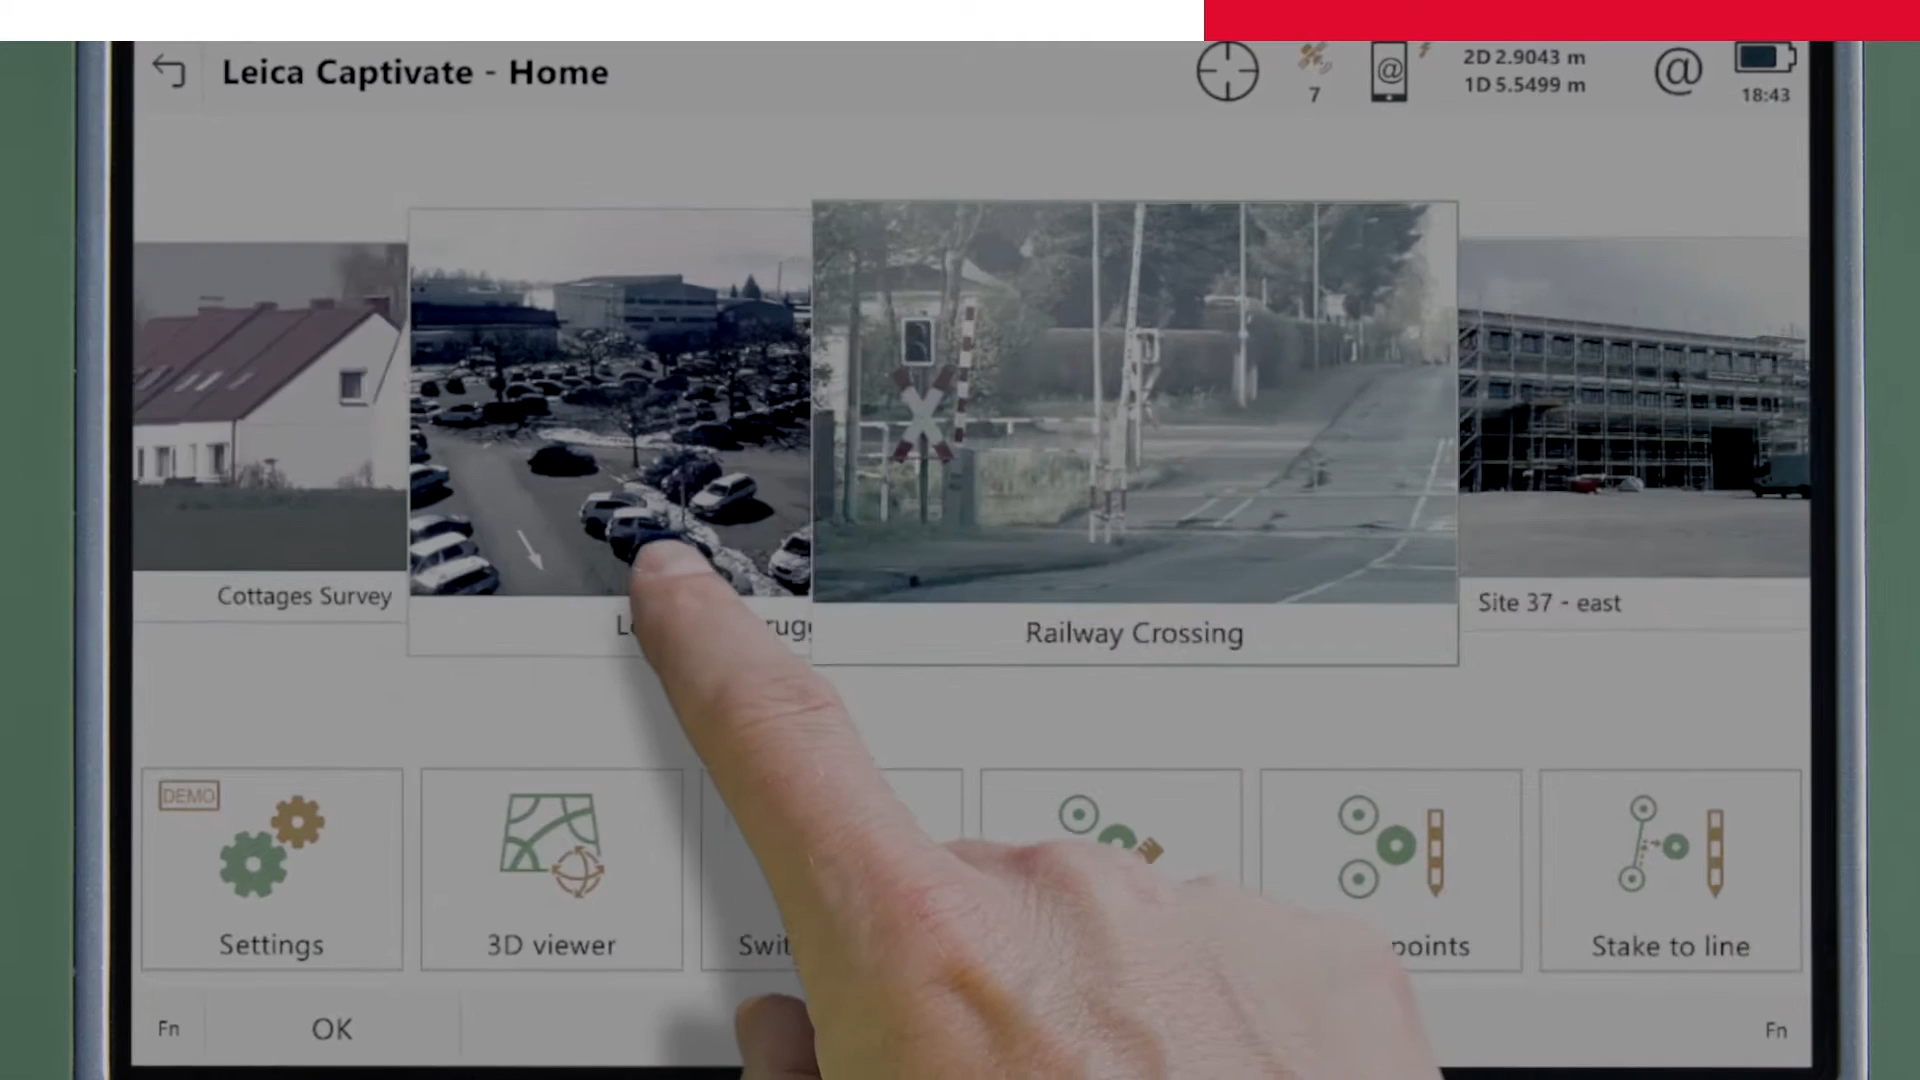 Leica Captivate - Home
7
@
2D 2.9043 m
1D 5.5499 m
@
18:43
Cottages Survey
Railway Crossing
Site 37 - east
DEMO
Settings
3D viewer
points
Stake to line
Fn
OK
Fn